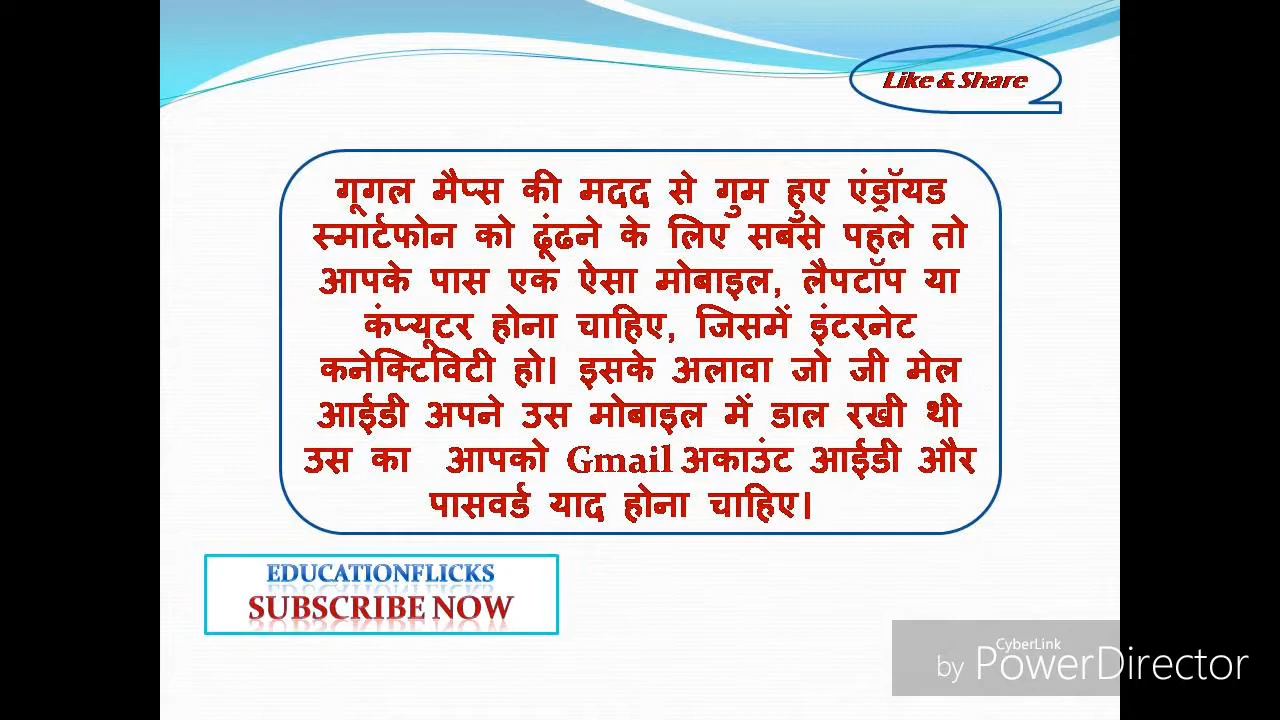 Like & Share
गूगल मैप्स की मदद से गुम हुए एंड्रॉयड
स्मार्टफोन को ढूंढने के लिए सबसे पहले तो
आपके पास एक ऐसा मोबाइल, लैपटॉप या
कंप्यूटर होना चाहिए, जिसमें इंटरनेट
कनेक्टिविटी हो। इसके अलावा जो जी मेल
आईडी अपने उस मोबाइल में डाल रखी थी
उस का आपको Gmail अकाउंट आईडी और
पासवर्ड याद होना चाहिए।
EDUCATIONFLICKS
SUBSCRIBE NOW
CyberLink
by PowerDirector